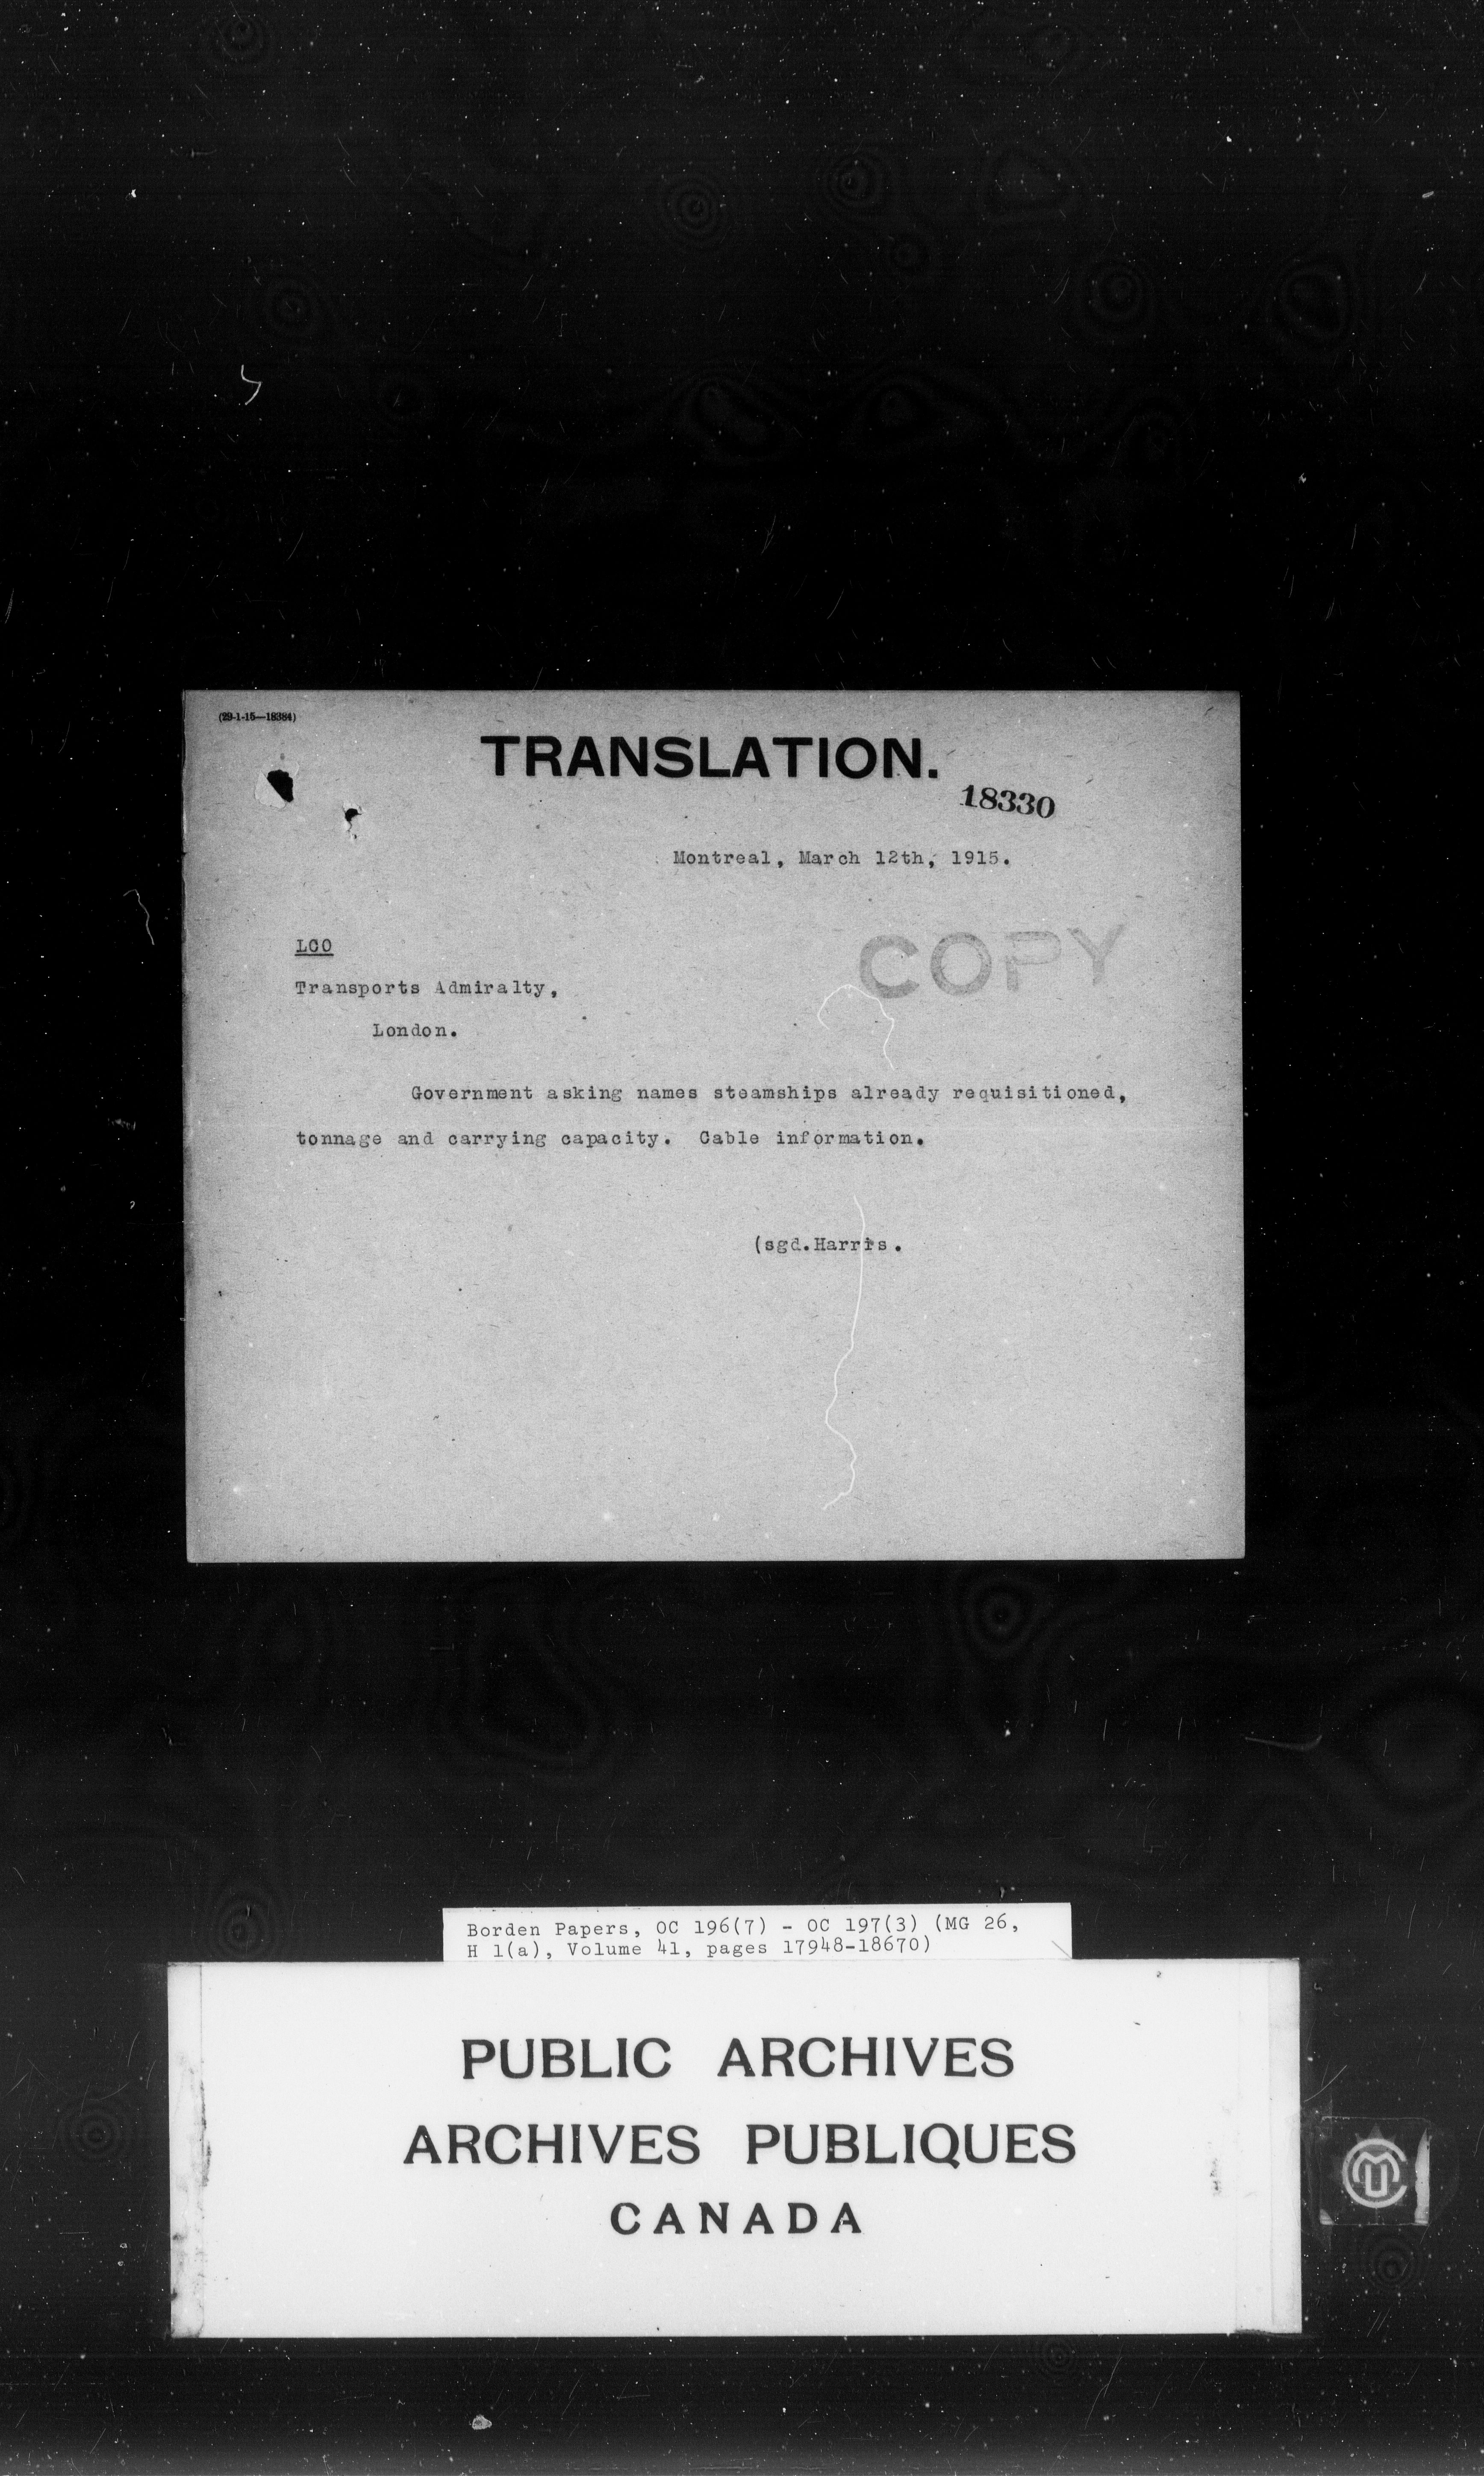 (29-1-15—18384)
TRANSLATION.
18330
Montreal, March 12th, 1915.
LCO
COPY
Transports Admiralty,
London.
Government asking names steamships already requisitioned,
tonnage and carrying capacity. Cable information.
(sgd.Harris.
Borden Papers, OC 196(7) - OC 197(3) (MG 26,
H 1(a), Volume 41, pages 17948-18670)
PUBLIC ARCHIVES
ARCHIVES PUBLIQUES
CANADA